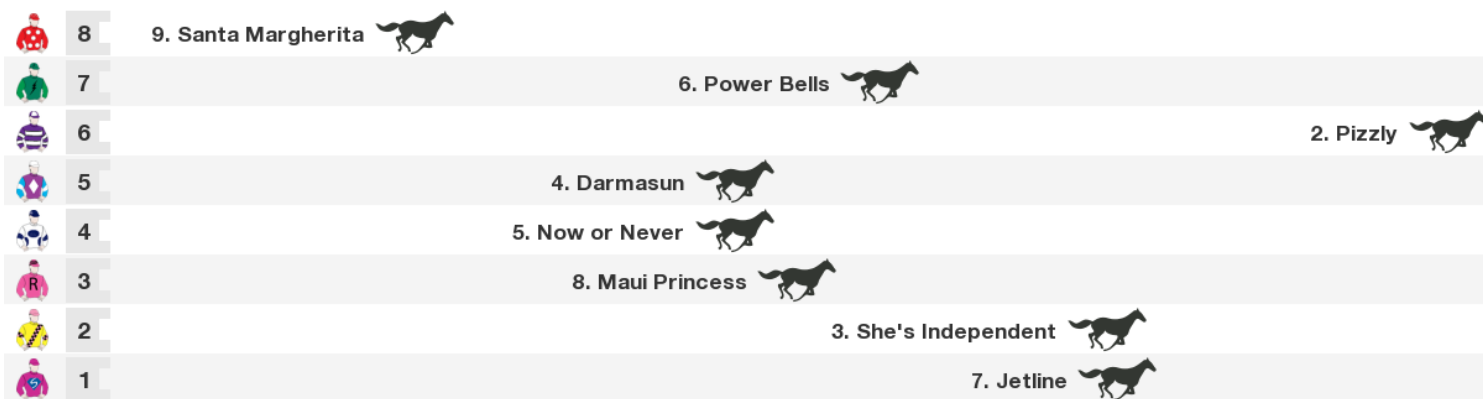 8 9. Santa Margherita
7 6. Power Bells
6 2. Pizzly
5 4. Darmasun
4 5. Now or Never
R 3 8. Maui Princess
2 3. She's Independent
S 1 7. Jetline